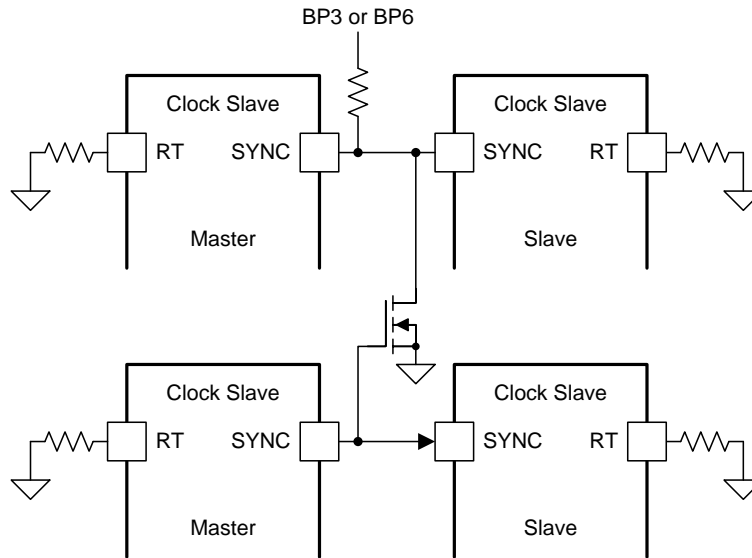 BP3 or BP6
Clock Slave
Clock Slave
RT
SYNC
SYNC
RT
Master
Slave
Clock Slave
Clock Slave
RT
SYNC
SYNC
RT
Master
Slave